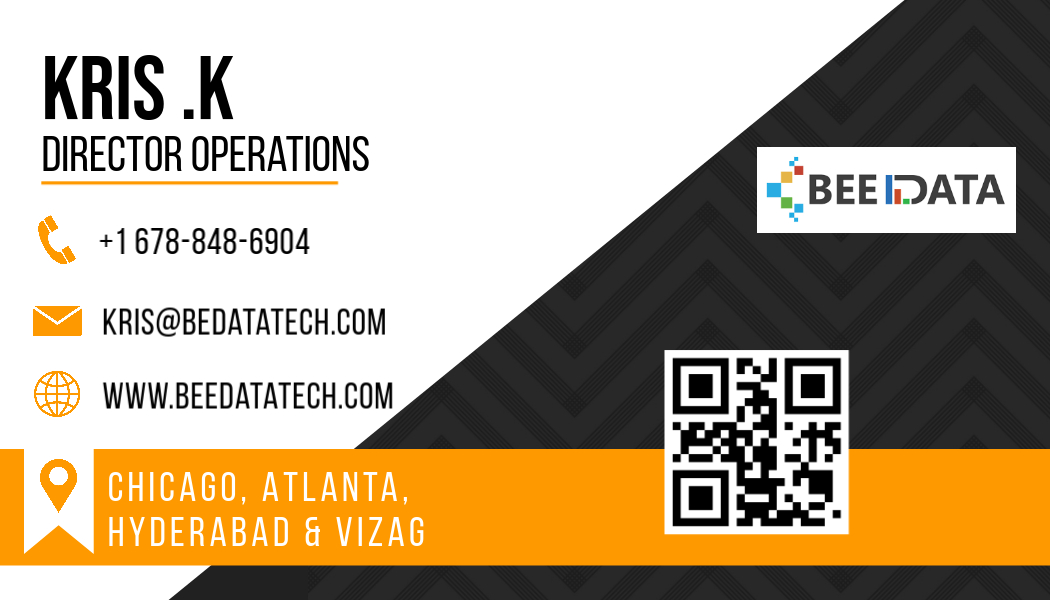 KRIS .K
DIRECTOR OPERATIONS
+1 678-848-6904
KRIS@BEDATATECH.COM
WWW.BEEDATATECH.COM
CHICAGO, ATLANTA,
HYDERABAD & VIZAG
BEE DATA